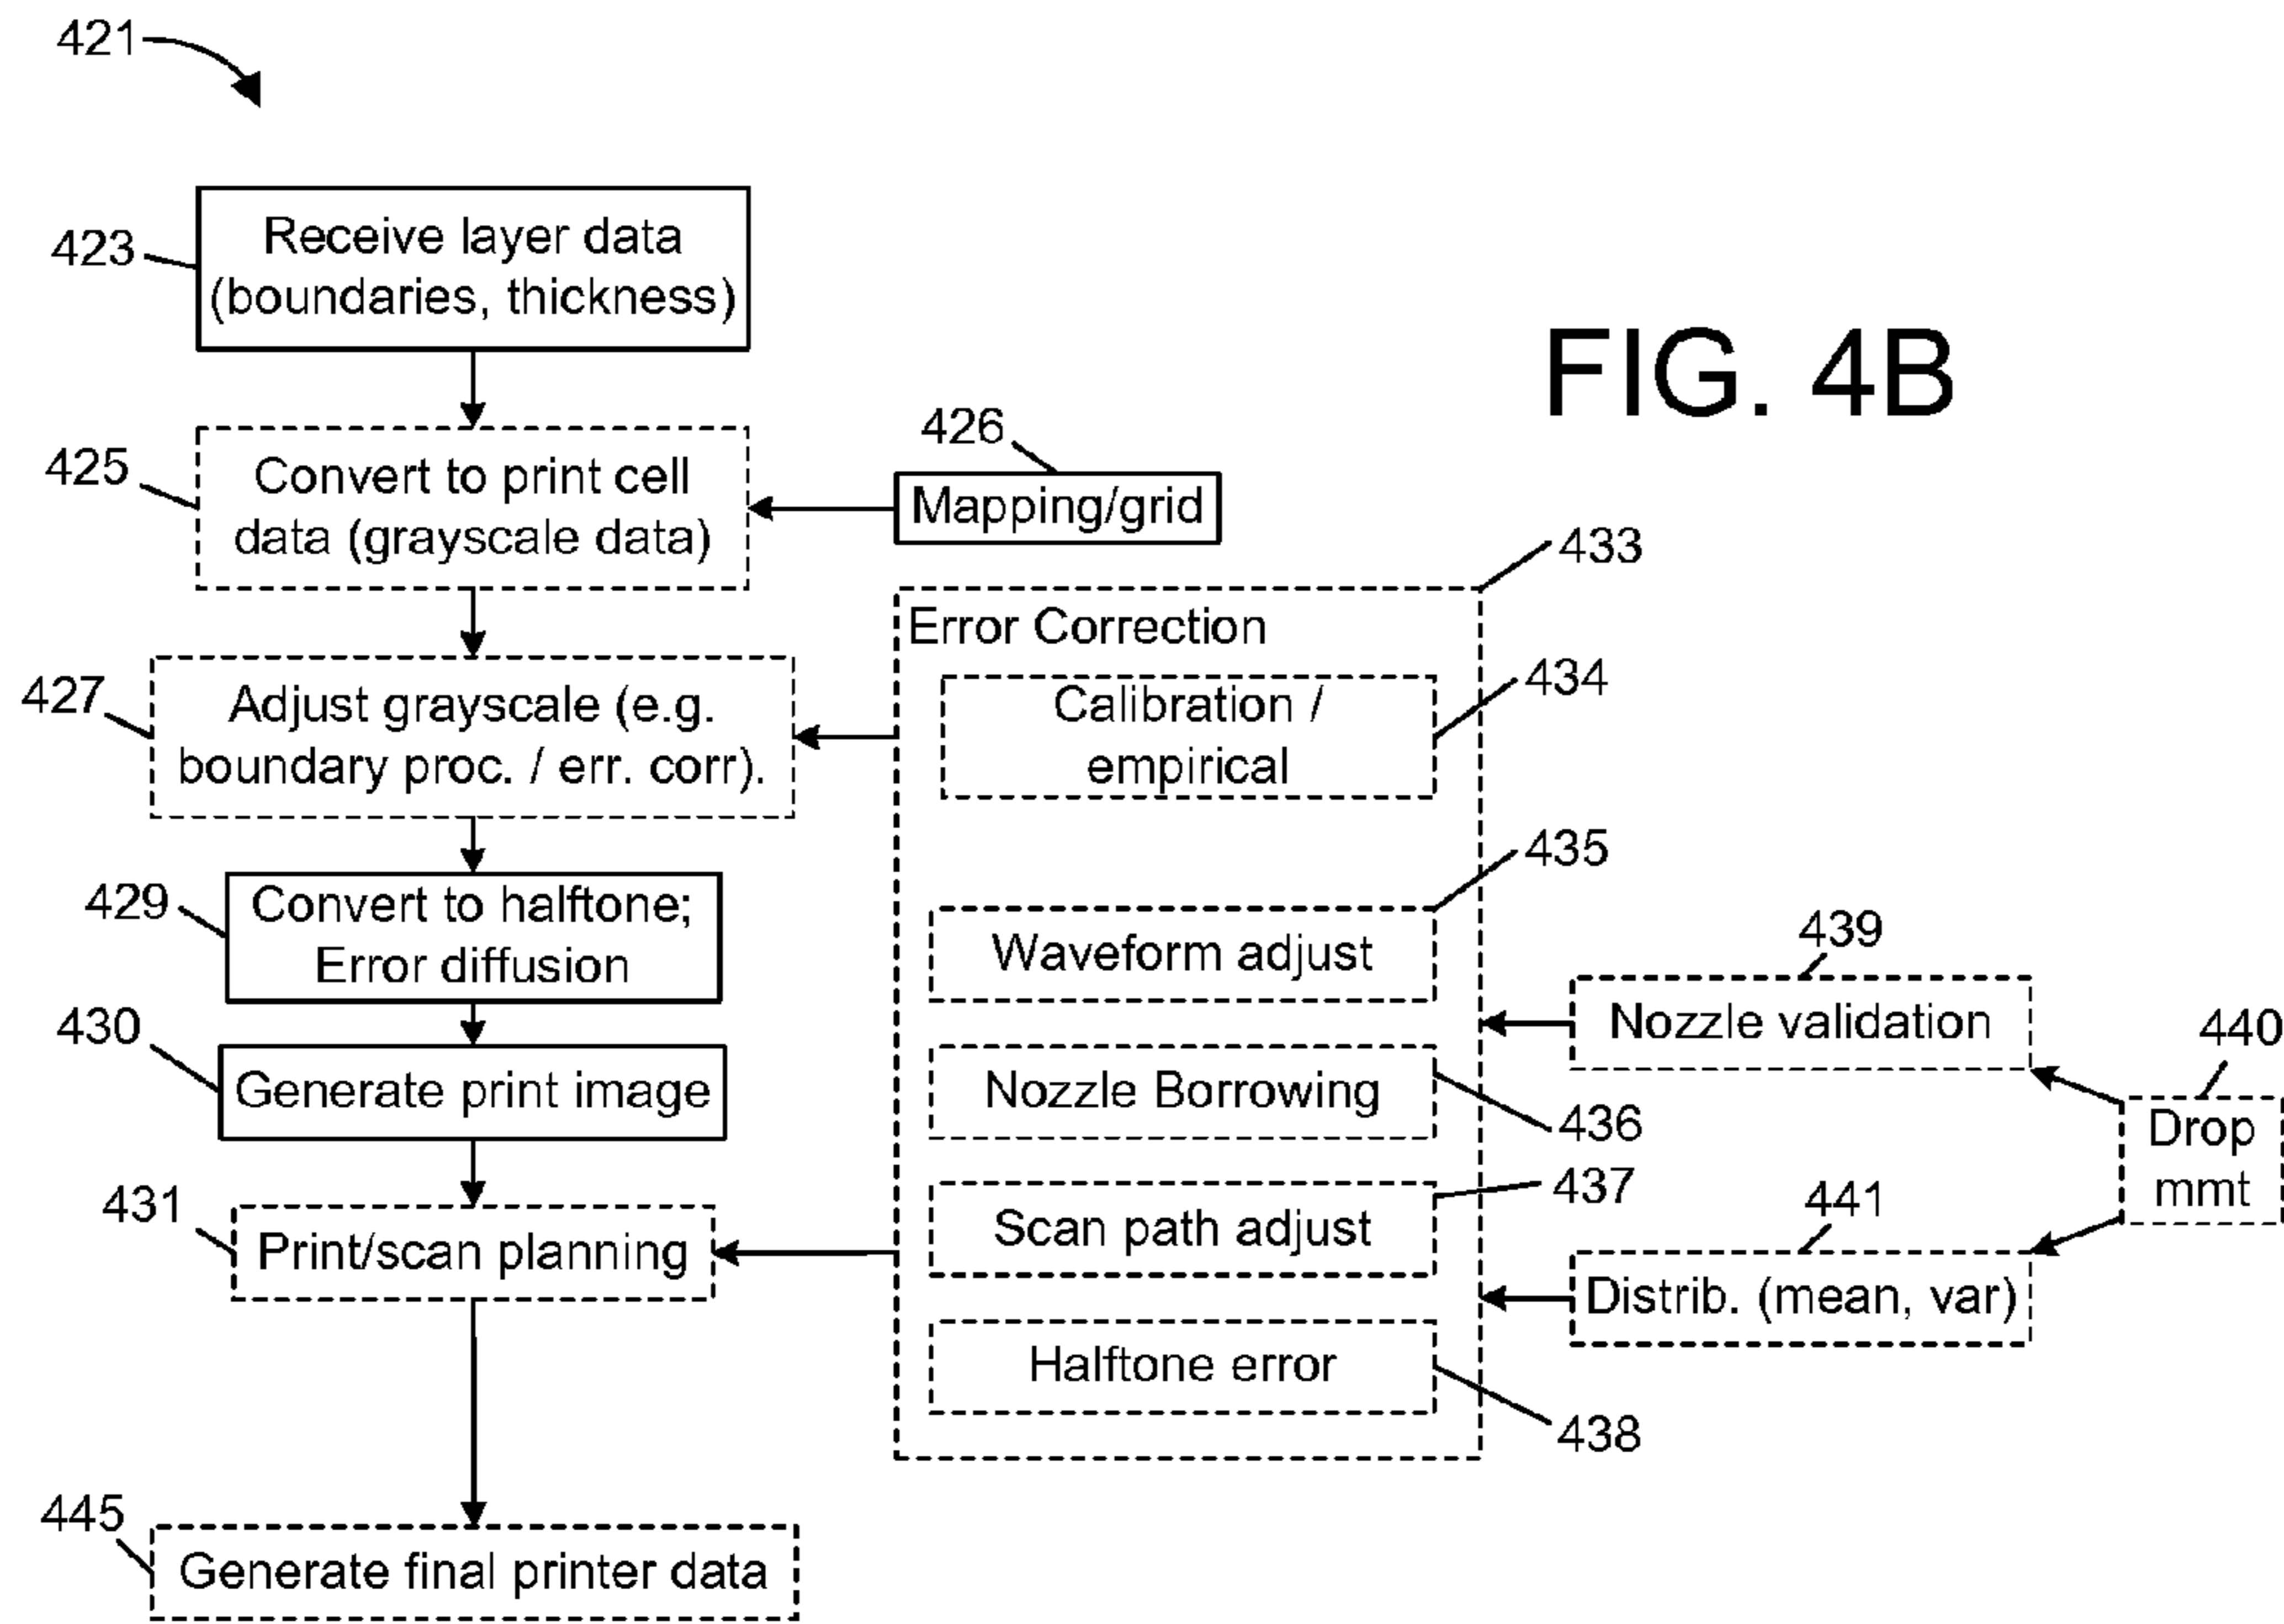 421
423
Receive layer data
(boundaries, thickness)
FIG. 4B
425
Convert to print cell
data (grayscale data)
426
Mapping/grid
427
Adjust grayscale (e.g.
boundary proc. / err. corr).
433
Error Correction
434
Calibration /
empirical
429
Convert to halftone;
Error diffusion
435
Waveform adjust
430
Generate print image
436
Nozzle Borrowing
439
Nozzle validation
440
Drop
mmt
431
Print/scan planning
437
Scan path adjust
441
Distrib. (mean, var)
438
Halftone error
445
Generate final printer data